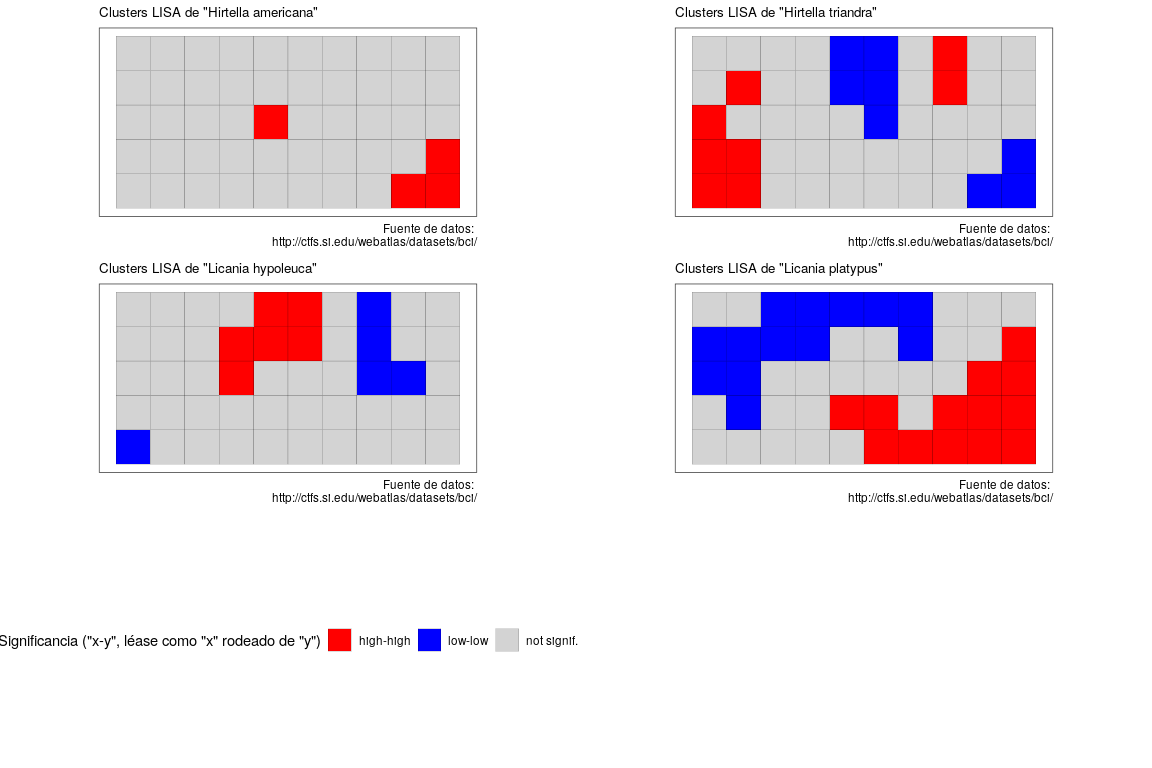 Clusters LISA de "Hirtella americana"
Clusters LISA de "Hirtella triandra"
Fuente de datos:
http://ctfs.si.edu/webatlas/datasets/bci/
Fuente de datos:
http://ctfs.si.edu/webatlas/datasets/bci/
Clusters LISA de "Licania hypoleuca"
Clusters LISA de "Licania platypus"
Fuente de datos:
http://ctfs.si.edu/webatlas/datasets/bci/
Fuente de datos:
http://ctfs.si.edu/webatlas/datasets/bci/
Significancia ("x-y", léase como "x" rodeado de "y") high-high low-low not signif.